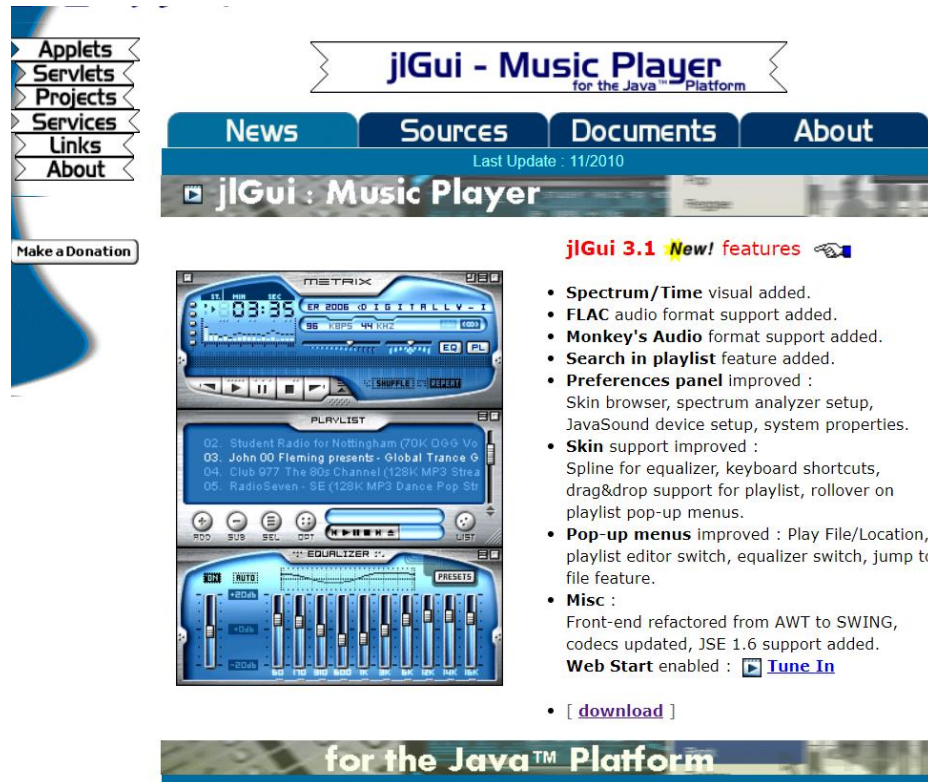 Applets
Servlets
Projects
Services
Links
About
Make a Donation
jlGui - Music Player
for the Java™ Platform
News Sources Documents About
Last Update : 11/2010
jlGui : Music Player
jlGui 3.1 New! features
Spectrum/Time visual added.
FLAC audio format support added.
Monkey's Audio format support added.
Search in playlist feature added.
Preferences panel improved :
Skin browser, spectrum analyzer setup,
JavaSound device setup, system properties.
Skin support improved :
Spline for equalizer, keyboard shortcuts,
drag&drop support for playlist, rollover on
playlist pop-up menus.
Pop-up menus improved : Play File/Location,
playlist editor switch, equalizer switch, jump to
file feature.
Misc :
Front-end refactored from AWT to SWING,
codecs updated, JSE 1.6 support added.
Web Start enabled : Tune In
[ download ]
METRIX
ST. MIN SEC
03:35
ER 2006 <D I G I T A L L Y - I
96 KBPS 44 KHZ
EQ PL
SHUFFLE REPEAT
PLAYLIST
02. Student Radio for Nottingham (70K OGG Vo
03. John 00 Fleming presents - Global Trance G
04. Club 977 The 80s Channel (128K MP3 Strea
05. RadioSeven - SE (128K MP3 Dance Pop Str
ADD SUB SEL OPT LIST
EQUALIZER
ON AUTO PRESETS
+20db
+0db
-20db
60 170 310 600 1K 3K 6K 12K 14K 16K
for the Java™ Platform